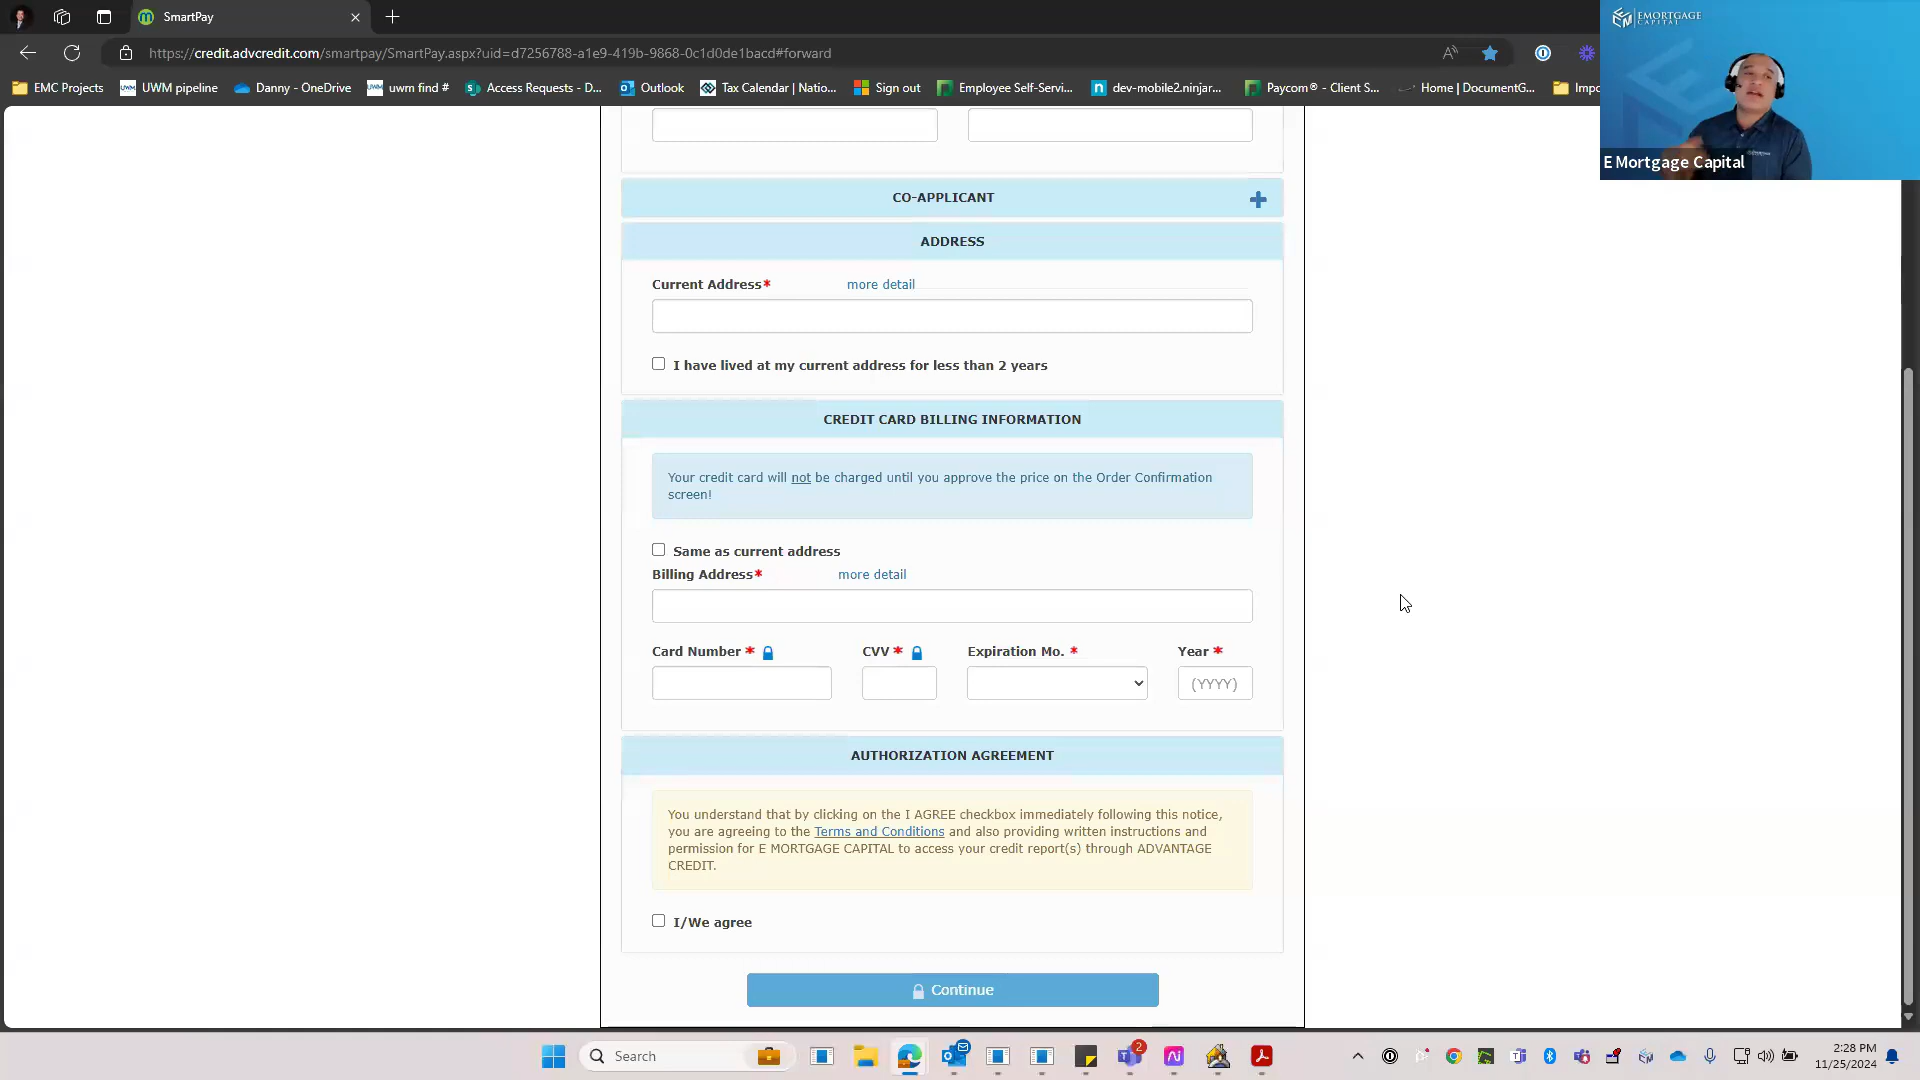 SmartPay
https://credit.advcredit.com/smartpay/SmartPay.aspx?uid=d7256788-a1e9-419b-9868-0c1d0de1bacd#forward
EMC Projects
UWM pipeline
Danny - OneDrive
uwm find #
Access Requests - D...
Outlook
Tax Calendar | Natio...
Sign out
Employee Self-Servi...
dev-mobile2.ninjar...
Paycom® - Client S...
Home | DocumentG...
Impo
EMORTGAGE
CAPITAL
E Mortgage Capital
CO-APPLICANT
ADDRESS
Current Address* more detail
I have lived at my current address for less than 2 years
CREDIT CARD BILLING INFORMATION
Your credit card will not be charged until you approve the price on the Order Confirmation
screen!
Same as current address
Billing Address* more detail
Card Number * CVV * Expiration Mo. * Year *
(YYYY)
AUTHORIZATION AGREEMENT
You understand that by clicking on the I AGREE checkbox immediately following this notice,
you are agreeing to the Terms and Conditions and also providing written instructions and
permission for E MORTGAGE CAPITAL to access your credit report(s) through ADVANTAGE
CREDIT.
I/We agree
Continue
Search
2
2:28 PM
11/25/2024